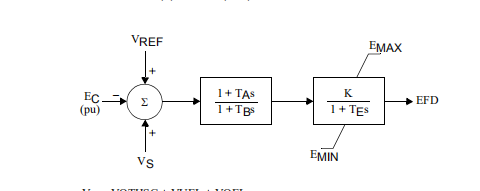 VREF
EMAX
+
EC
(pu)
−
Σ
1 + TAs
1 + TBs
K
1 + TEs
EFD
+
VS
EMIN